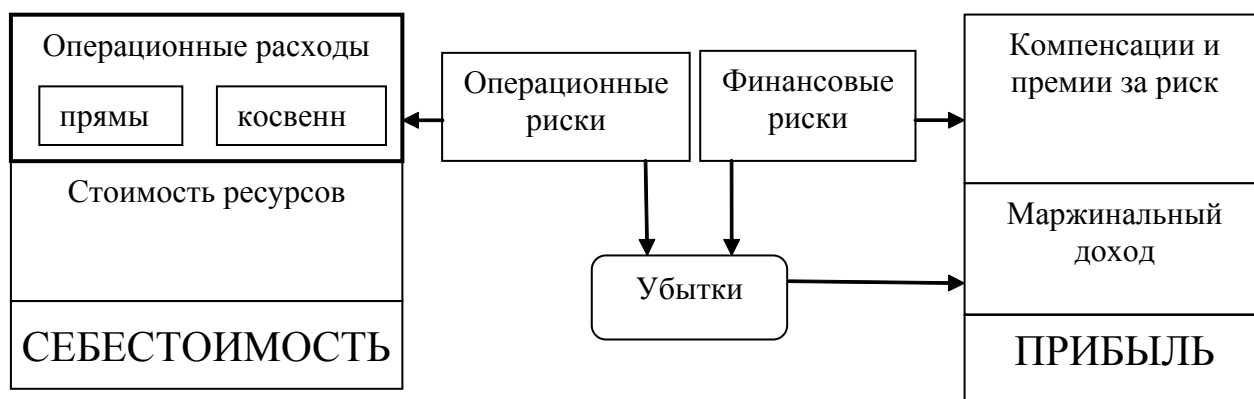 Операционные расходы
прямы
косвенн
Стоимость ресурсов
СЕБЕСТОИМОСТЬ
Операционные
риски
Финансовые
риски
Убытки
Компенсации и
премии за риск
Маржинальный
доход
ПРИБЫЛЬ